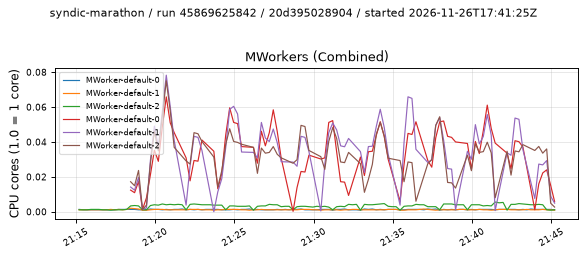 syndic-marathon / run 45869625842 / 20d395028904 / started 2026-11-26T17:41:25Z
MWorkers (Combined)
CPU cores (1.0 = 1 core)
0.08
0.06
0.04
0.02
0.00
MWorker-default-0
MWorker-default-1
MWorker-default-2
MWorker-default-0
MWorker-default-1
MWorker-default-2
21:15
21:20
21:25
21:30
21:35
21:40
21:45